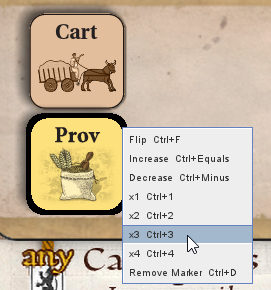 Cart
Prov
Flip Ctrl+F
Increase Ctrl+Equals
Decrease Ctrl+Minus
x1 Ctrl+1
x2 Ctrl+2
x3 Ctrl+3
x4 Ctrl+4
Remove Marker Ctrl+D
any